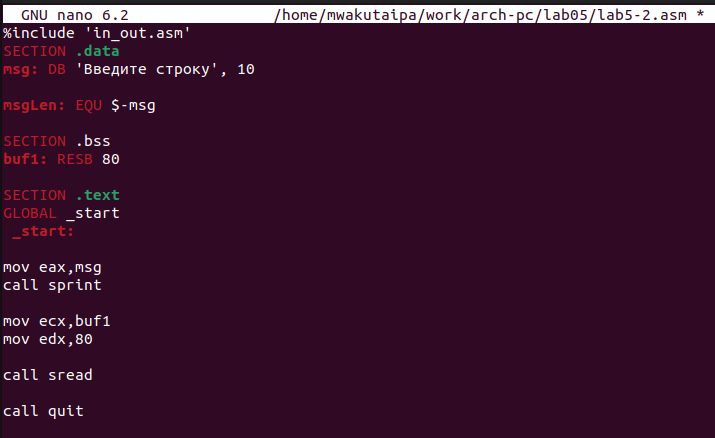 GNU nano 6.2 /home/mwakutaipa/work/arch-pc/lab05/lab5-2.asm *
%include 'in_out.asm'
SECTION .data
msg: DB 'Введите строку', 10
msgLen: EQU $-msg
SECTION .bss
buf1: RESB 80
SECTION .text
GLOBAL _start
_start:
mov eax,msg
call sprint
mov ecx,buf1
mov edx,80
call sread
call quit